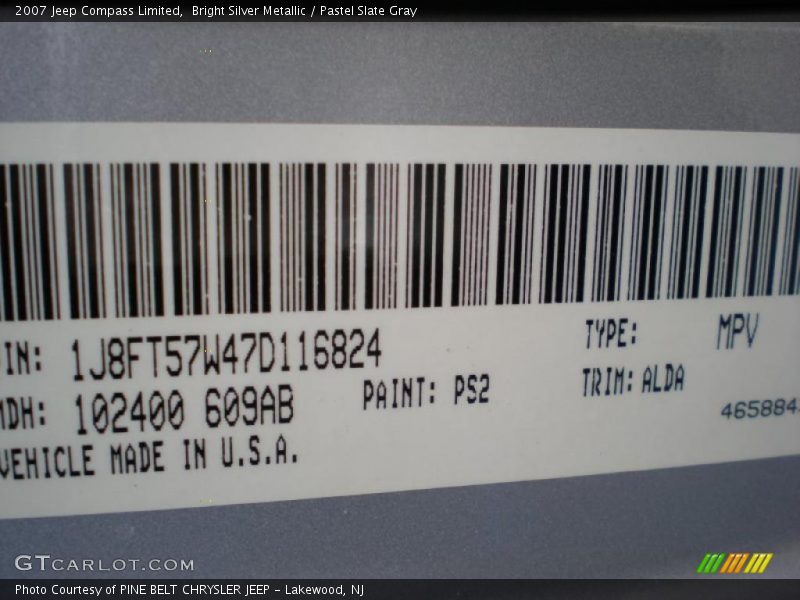 2007 Jeep Compass Limited,  Bright Silver Metallic / Pastel Slate Gray
IN: 1J8FT57W47D116824 TYPE: MPV
MDH: 102400 609AB PAINT: PS2 TRIM: ALDA
465884
VEHICLE MADE IN U.S.A.
GTCARLOT.COM
Photo Courtesy of PINE BELT CHRYSLER JEEP - Lakewood, NJ